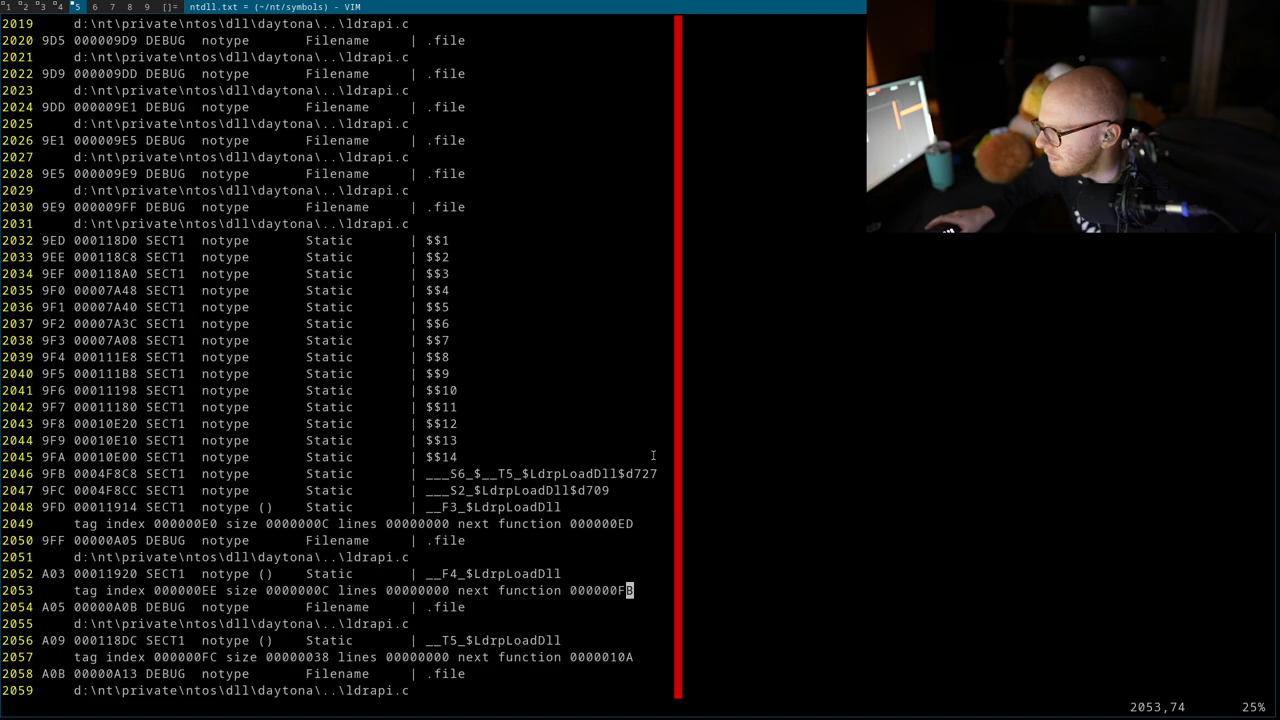 1 2 3 4 5 6 7 8 9 []= ntdll.txt = (~/nt/symbols) - VIM
2019 d:\nt\private\ntos\dll\daytona\..\ldrapi.c
2020 9D5 000009D9 DEBUG notype Filename | .file
2021 d:\nt\private\ntos\dll\daytona\..\ldrapi.c
2022 9D9 000009DD DEBUG notype Filename | .file
2023 d:\nt\private\ntos\dll\daytona\..\ldrapi.c
2024 9DD 000009E1 DEBUG notype Filename | .file
2025 d:\nt\private\ntos\dll\daytona\..\ldrapi.c
2026 9E1 000009E5 DEBUG notype Filename | .file
2027 d:\nt\private\ntos\dll\daytona\..\ldrapi.c
2028 9E5 000009E9 DEBUG notype Filename | .file
2029 d:\nt\private\ntos\dll\daytona\..\ldrapi.c
2030 9E9 000009FF DEBUG notype Filename | .file
2031 d:\nt\private\ntos\dll\daytona\..\ldrapi.c
2032 9ED 000118D0 SECT1 notype Static | $$1
2033 9EE 000118C8 SECT1 notype Static | $$2
2034 9EF 000118A0 SECT1 notype Static | $$3
2035 9F0 00007A48 SECT1 notype Static | $$4
2036 9F1 00007A40 SECT1 notype Static | $$5
2037 9F2 00007A3C SECT1 notype Static | $$6
2038 9F3 00007A08 SECT1 notype Static | $$7
2039 9F4 000111E8 SECT1 notype Static | $$8
2040 9F5 000111B8 SECT1 notype Static | $$9
2041 9F6 00011198 SECT1 notype Static | $$10
2042 9F7 00011180 SECT1 notype Static | $$11
2043 9F8 00010E20 SECT1 notype Static | $$12
2044 9F9 00010E10 SECT1 notype Static | $$13
2045 9FA 00010E00 SECT1 notype Static | $$14
2046 9FB 0004F8C8 SECT1 notype Static | ___S6_$__T5_$LdrpLoadDll$d727
2047 9FC 0004F8CC SECT1 notype Static | ___S2_$LdrpLoadDll$d709
2048 9FD 00011914 SECT1 notype () Static | __F3_$LdrpLoadDll
2049 tag index 000000E0 size 0000000C lines 00000000 next function 000000ED
2050 9FF 00000A05 DEBUG notype Filename | .file
2051 d:\nt\private\ntos\dll\daytona\..\ldrapi.c
2052 A03 00011920 SECT1 notype () Static | __F4_$LdrpLoadDll
2053 tag index 000000EE size 0000000C lines 00000000 next function 000000FB
2054 A05 00000A0B DEBUG notype Filename | .file
2055 d:\nt\private\ntos\dll\daytona\..\ldrapi.c
2056 A09 000118DC SECT1 notype () Static | __T5_$LdrpLoadDll
2057 tag index 000000FC size 00000038 lines 00000000 next function 0000010A
2058 A0B 00000A13 DEBUG notype Filename | .file
2059 d:\nt\private\ntos\dll\daytona\..\ldrapi.c
2053,74 25%